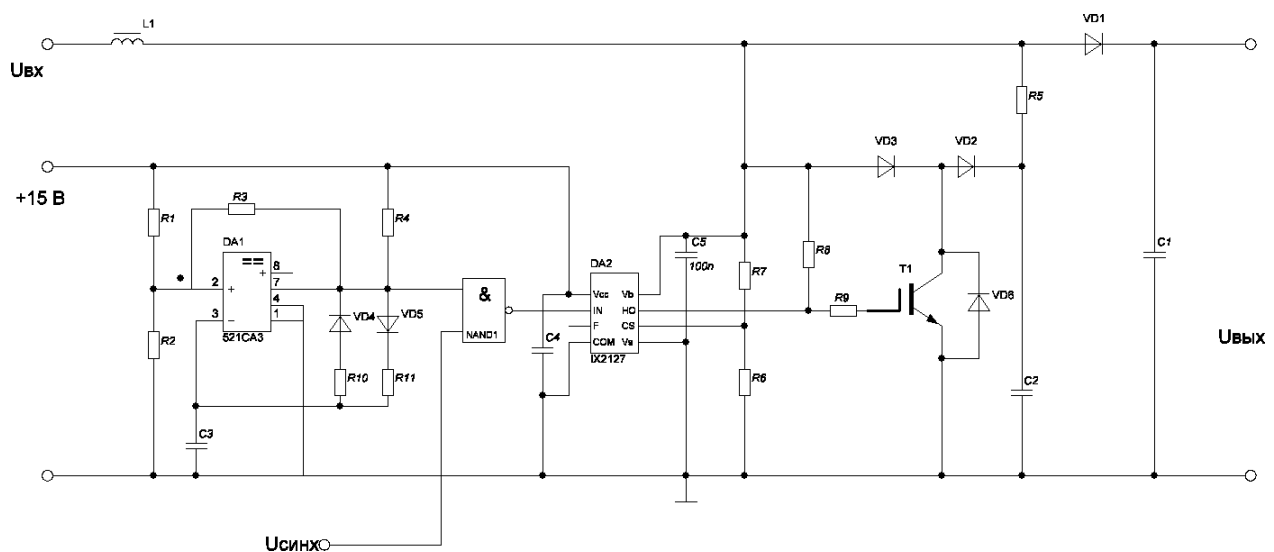 L1
VD1
Uвх
R5
VD3
VD2
+15 В
R3
R1
R4
DA1
C5
100n
R8
C1
8
+
2
+
7
4
3
−
1
521CA3
&
NAND1
DA2
Vcc
Vb
IN
HO
F
CS
COM
Vs
IX2127
R7
R9
T1
VD6
VD4
VD5
R2
C4
Uвых
R10
R11
R6
C2
C3
Uсинх